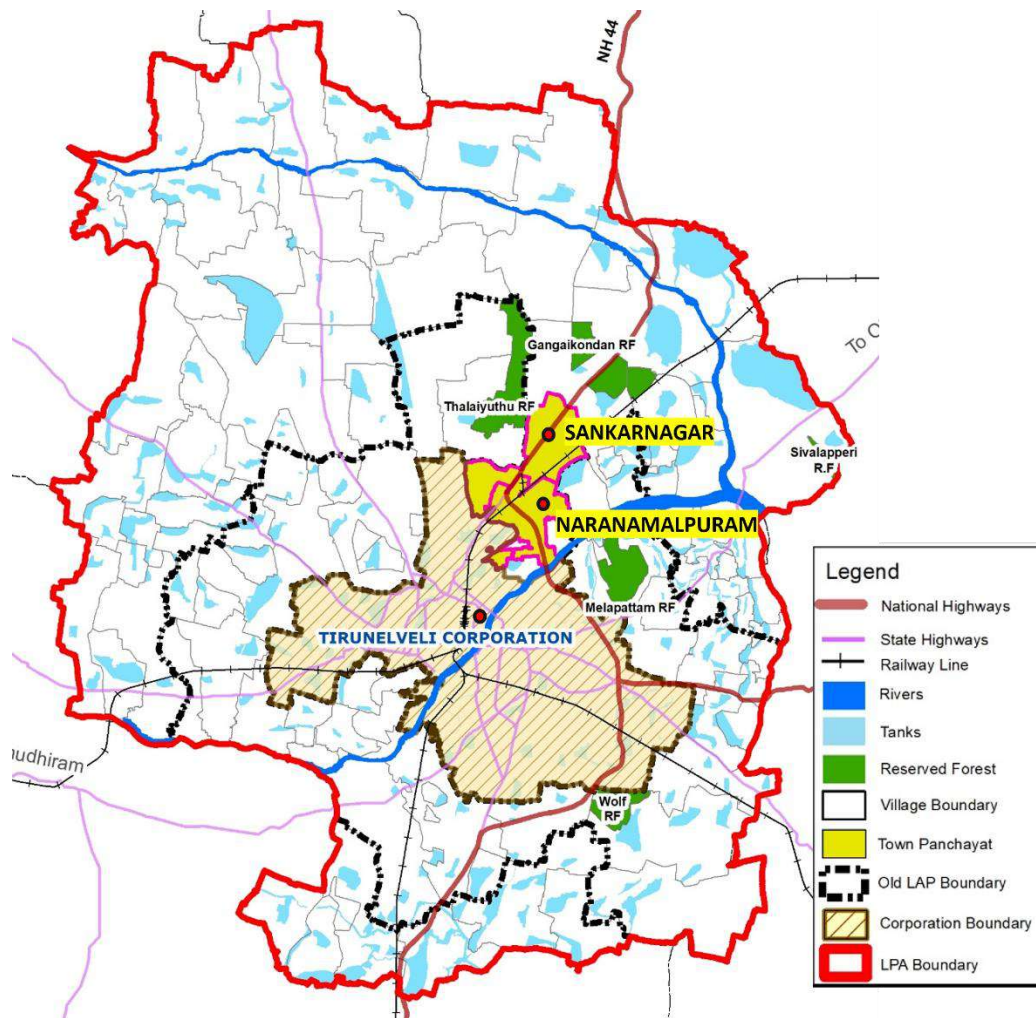 NH 44
Gangaikondan RF
To
Thalaiyuthu RF
SANKARNAGAR
Sivalapperi
R.F
NARANAMALPURAM
Melapattam RF
TIRUNELVELI CORPORATION
Wolf
RF
Legend
National Highways
State Highways
Railway Line
Rivers
Tanks
Reserved Forest
Village Boundary
Town Panchayat
Old LAP Boundary
Corporation Boundary
LPA Boundary